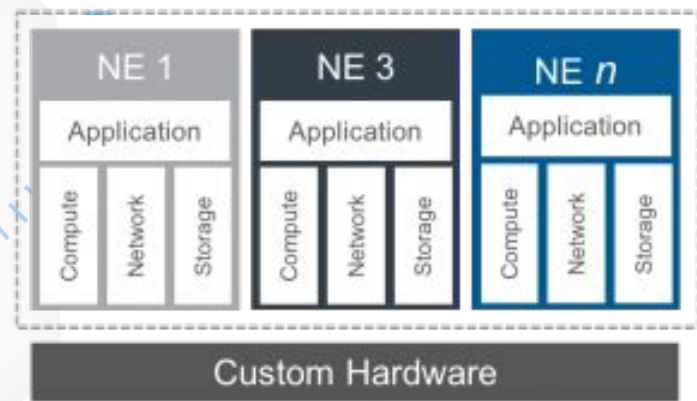 NE 1
Application
Compute
Network
Storage
NE 3
Application
Compute
Network
Storage
NE n
Application
Compute
Network
Storage
Custom Hardware